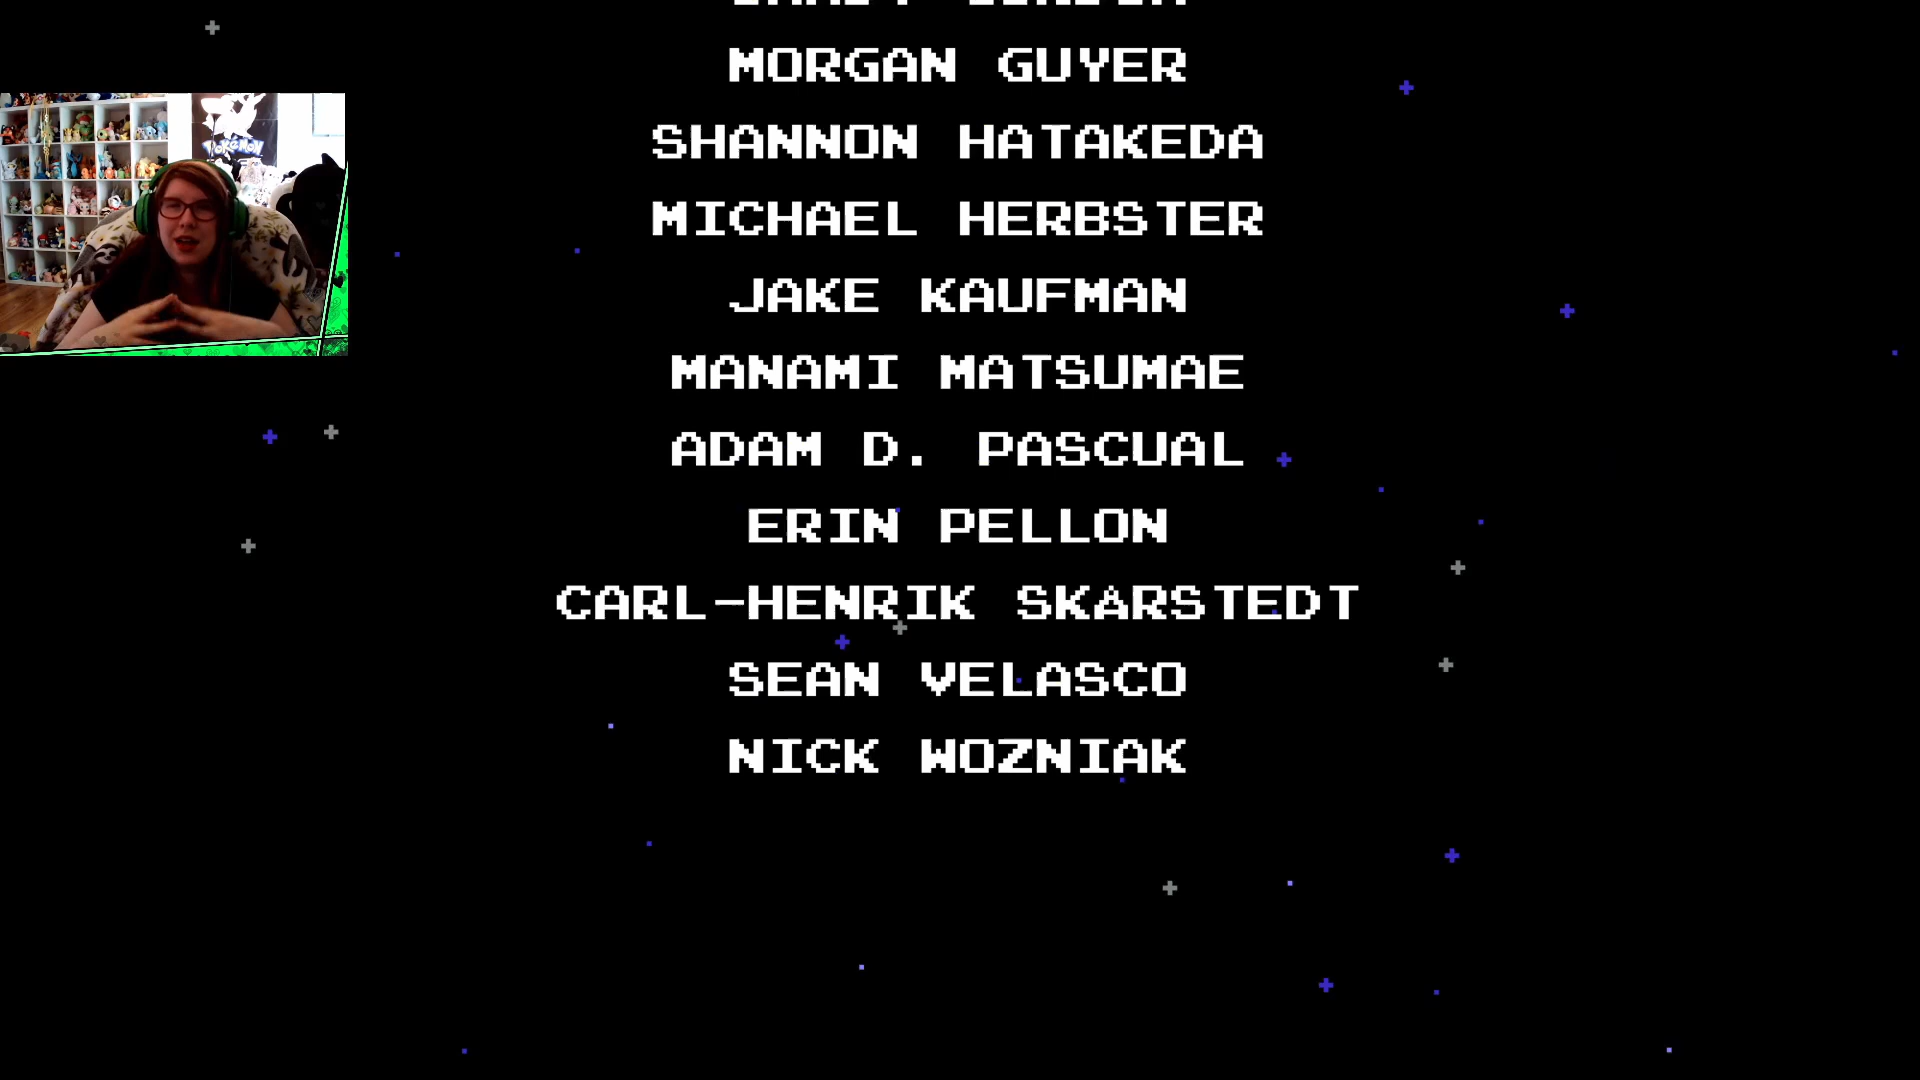 MORGAN GUYER
SHANNON HATAKEDA
MICHAEL HERBSTER
JAKE KAUFMAN
MANAMI MATSUMAE
ADAM D. PASCUAL
ERIN PELLON
CARL-HENRIK SKARSTEDT
SEAN VELASCO
NICK WOZNIAK
Pokémon